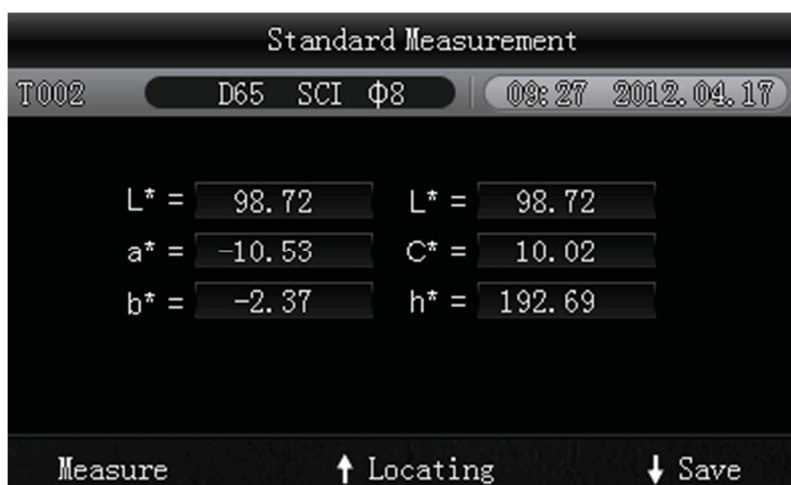 Standard Measurement
T002 D65 SCI Φ8 09:27 2012.04.17
L* = 98.72 L* = 98.72
a* = -10.53 C* = 10.02
b* = -2.37 h* = 192.69
Measure ↑ Locating ↓ Save